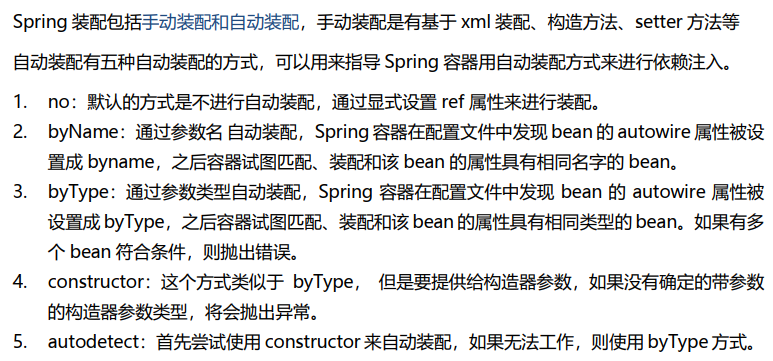 Spring 装配包括手动装配和自动装配，手动装配是有基于 xml 装配、构造方法、setter 方法等
自动装配有五种自动装配的方式，可以用来指导 Spring 容器用自动装配方式来进行依赖注入。
1. no：默认的方式是不进行自动装配，通过显式设置 ref 属性来进行装配。
2. byName：通过参数名 自动装配，Spring 容器在配置文件中发现 bean 的 autowire 属性被设
置成 byname，之后容器试图匹配、装配和该 bean 的属性具有相同名字的 bean。
3. byType：通过参数类型自动装配，Spring 容器在配置文件中发现 bean 的 autowire 属性被
设置成 byType，之后容器试图匹配、装配和该 bean 的属性具有相同类型的 bean。如果有多
个 bean 符合条件，则抛出错误。
4. constructor：这个方式类似于 byType， 但是要提供给构造器参数，如果没有确定的带参数
的构造器参数类型，将会抛出异常。
5. autodetect：首先尝试使用 constructor 来自动装配，如果无法工作，则使用 byType 方式。